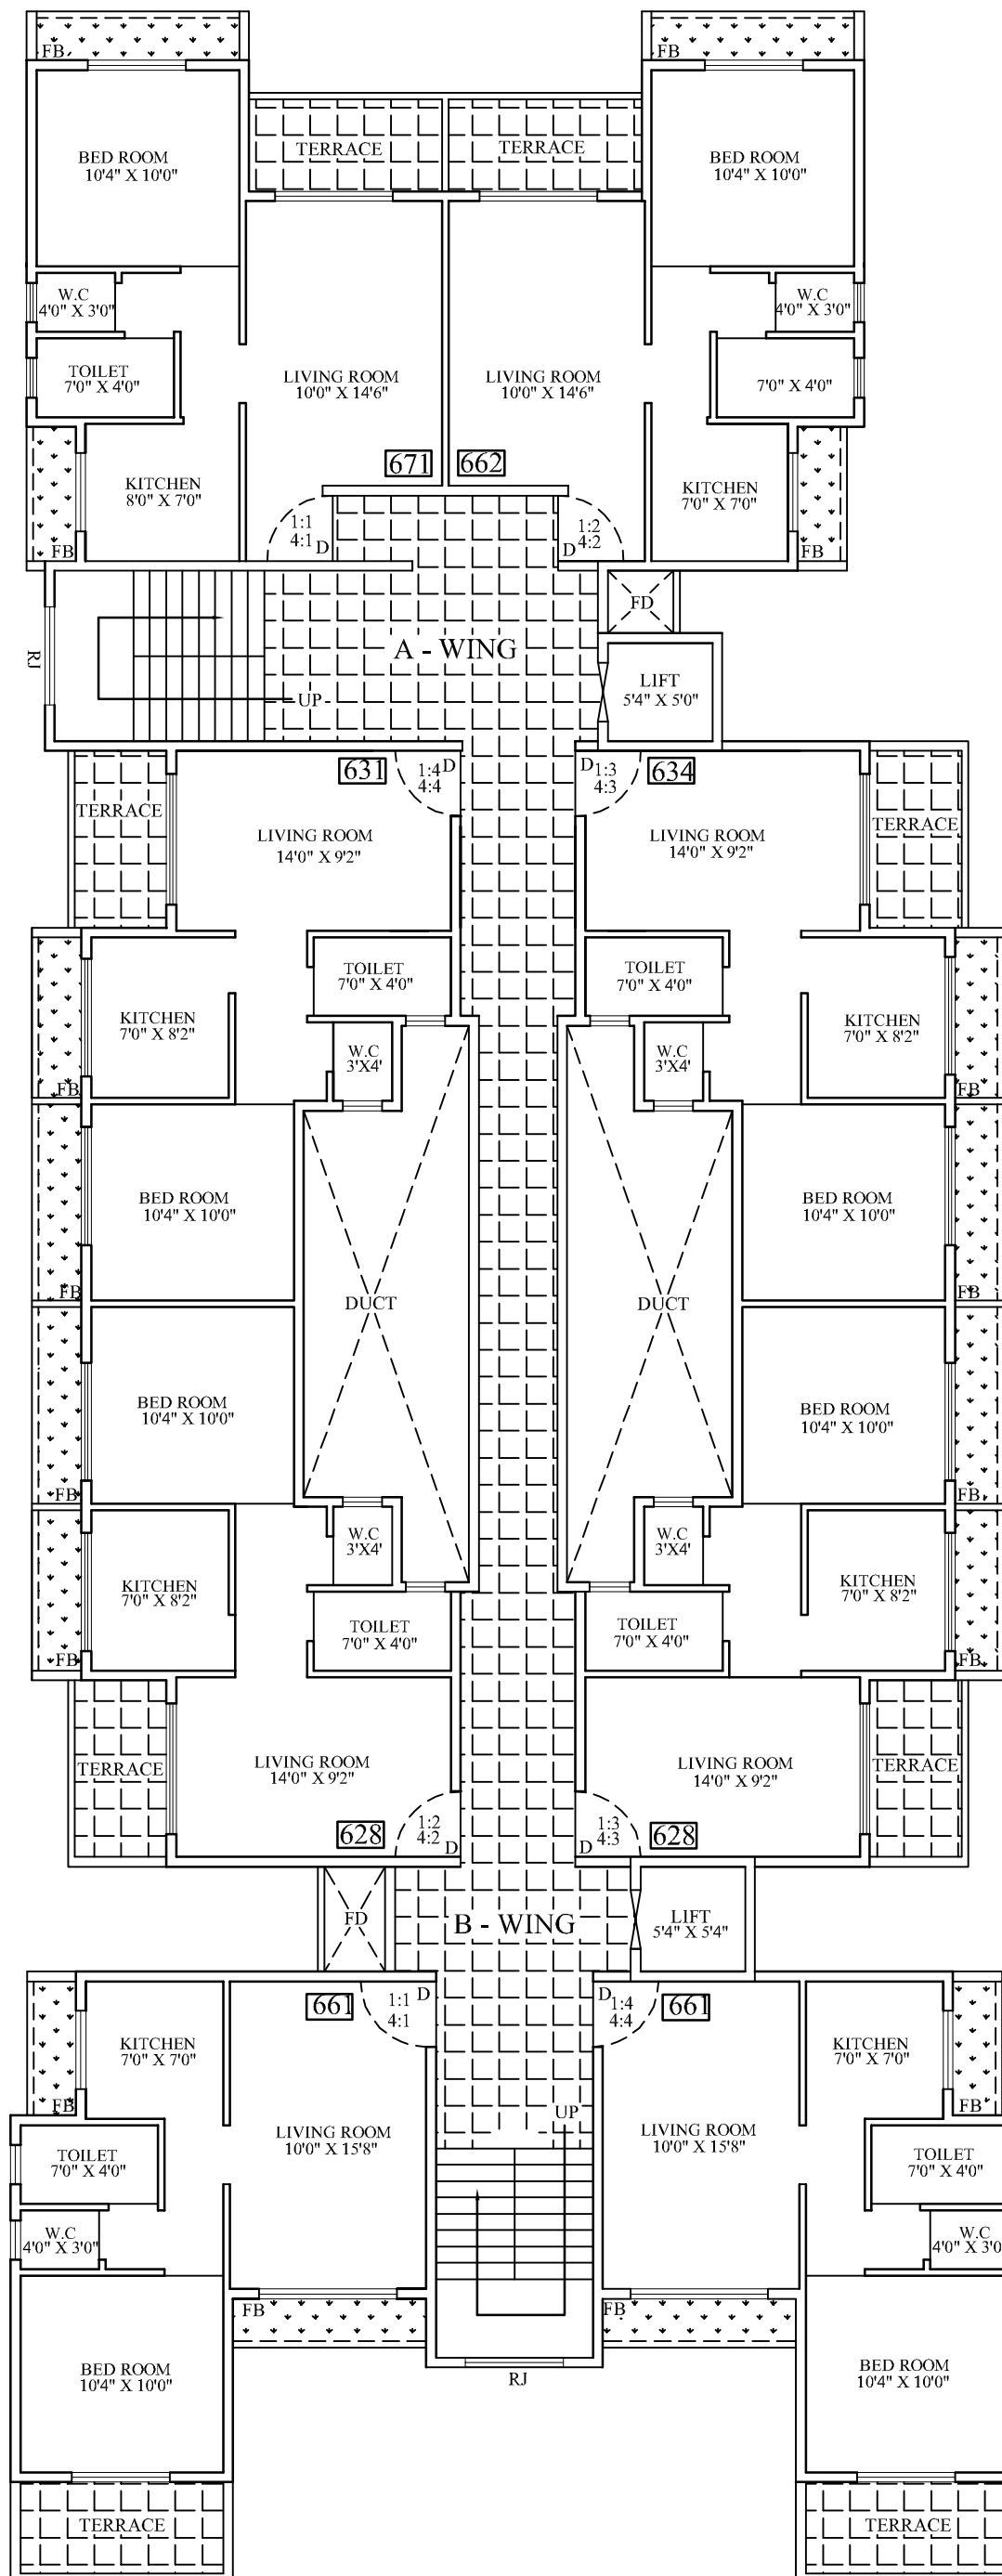 FB
FB
TERRACE
TERRACE
BED ROOM
10'4" X 10'0"
BED ROOM
10'4" X 10'0"
W.C
4'0" X 3'0"
W.C
4'0" X 3'0"
TOILET
7'0" X 4'0"
LIVING ROOM
10'0" X 14'6"
LIVING ROOM
10'0" X 14'6"
7'0" X 4'0"
671
662
KITCHEN
8'0" X 7'0"
KITCHEN
7'0" X 7'0"
1:1
4:1
D
1:2
4:2
D
FB
FB
FD
A - WING
RJ
LIFT
5'4" X 5'0"
UP
631
1:4
4:4
D
D
1:3
4:3
634
TERRACE
LIVING ROOM
14'0" X 9'2"
LIVING ROOM
14'0" X 9'2"
TERRACE
TOILET
7'0" X 4'0"
TOILET
7'0" X 4'0"
KITCHEN
7'0" X 8'2"
KITCHEN
7'0" X 8'2"
W.C
3'X4'
W.C
3'X4'
FB
FB
BED ROOM
10'4" X 10'0"
BED ROOM
10'4" X 10'0"
FB
FB
DUCT
DUCT
BED ROOM
10'4" X 10'0"
BED ROOM
10'4" X 10'0"
FB
FB
W.C
3'X4'
W.C
3'X4'
KITCHEN
7'0" X 8'2"
KITCHEN
7'0" X 8'2"
TOILET
7'0" X 4'0"
TOILET
7'0" X 4'0"
FB
FB
TERRACE
LIVING ROOM
14'0" X 9'2"
LIVING ROOM
14'0" X 9'2"
TERRACE
628
1:2
4:2
D
D
1:3
4:3
628
FD
B - WING
LIFT
5'4" X 5'4"
661
1:1
4:1
D
D
1:4
4:4
661
KITCHEN
7'0" X 7'0"
KITCHEN
7'0" X 7'0"
FB
FB
UP
LIVING ROOM
10'0" X 15'8"
LIVING ROOM
10'0" X 15'8"
TOILET
7'0" X 4'0"
TOILET
7'0" X 4'0"
W.C
4'0" X 3'0"
W.C
4'0" X 3'0
FB
FB
BED ROOM
10'4" X 10'0"
BED ROOM
10'4" X 10'0"
RJ
TERRACE
TERRACE